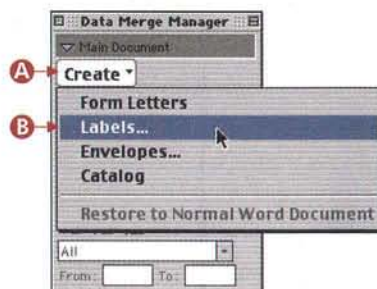 Data Merge Manager
Main Document
A
Create
Form Letters
B
Labels...
Envelopes...
Catalog
Restore to Normal Word Document
All
From: To: